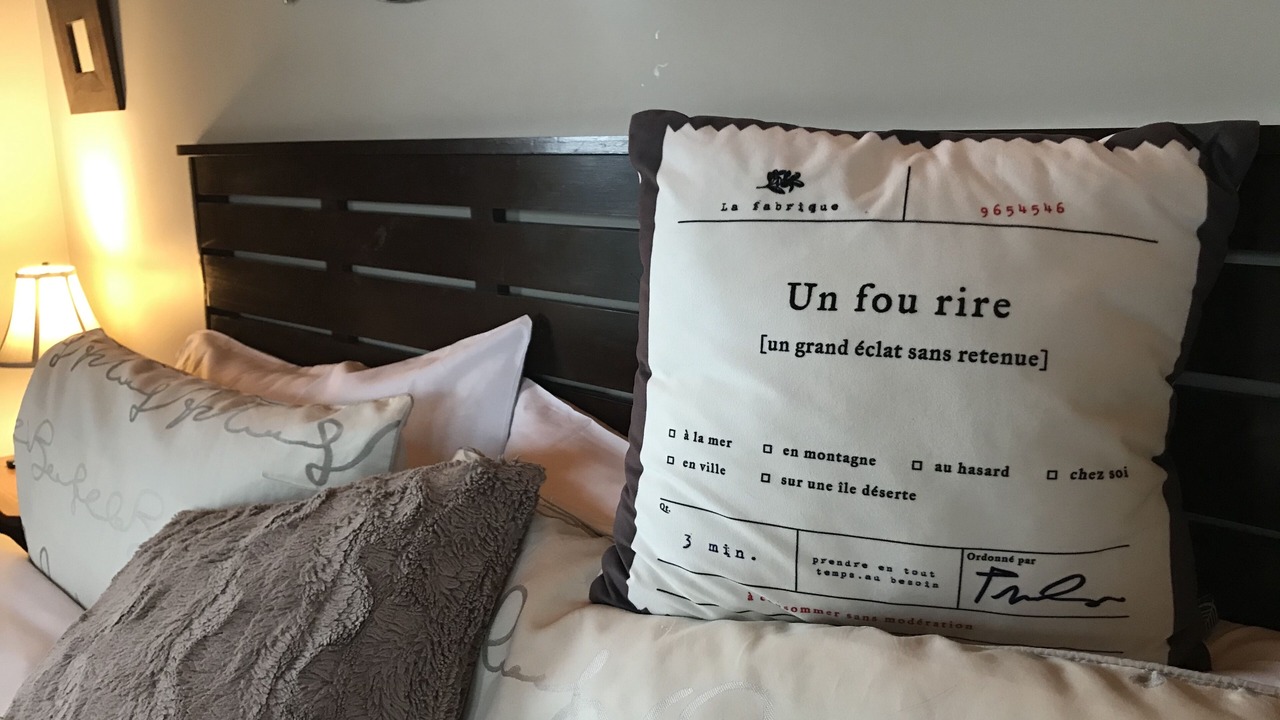 La fabrique
9654546
Un fou rire
[un grand éclat sans retenue]
à la mer en montagne au hasard chez soi
en ville sur une île déserte
Qt.
3 min.
prendre en tout
temps.au besoin
Ordonné par
à consommer sans modération